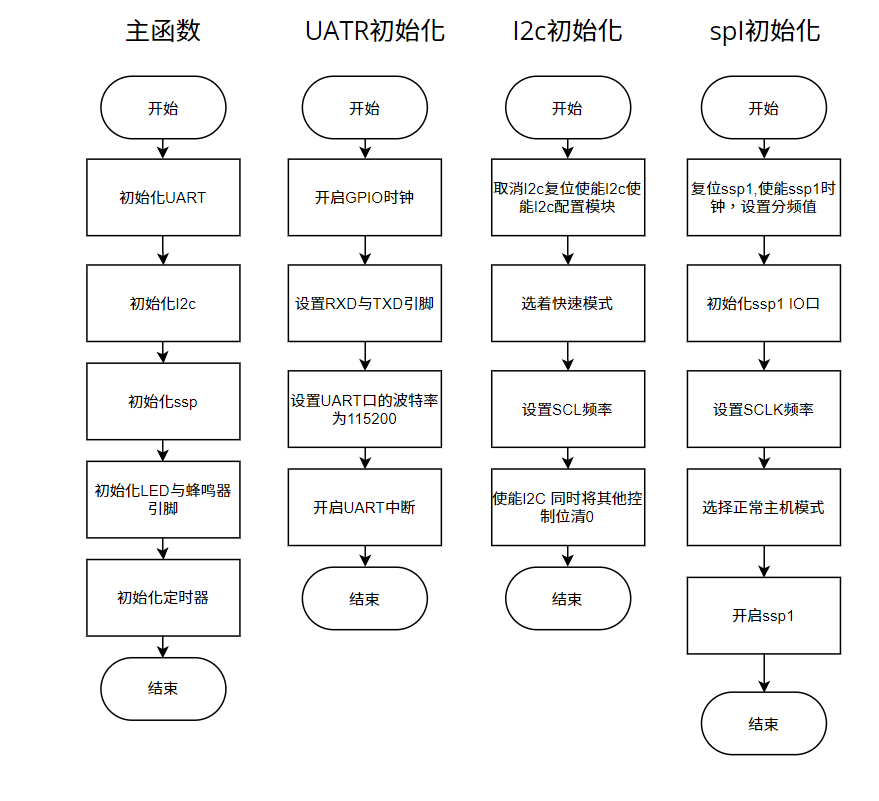 主函数
开始
初始化UART
初始化I2c
初始化ssp
初始化LED与蜂鸣器
引脚
初始化定时器
结束
UATR初始化
开始
开启GPIO时钟
设置RXD与TXD引脚
设置UART口的波特率
为115200
开启UART中断
结束
I2c初始化
开始
取消I2c复位使能I2c使
能I2c配置模块
选着快速模式
设置SCL频率
使能I2C 同时将其他控
制位清0
结束
spI初始化
开始
复位ssp1,使能ssp1时
钟，设置分频值
初始化ssp1 IO口
设置SCLK频率
选择正常主机模式
开启ssp1
结束